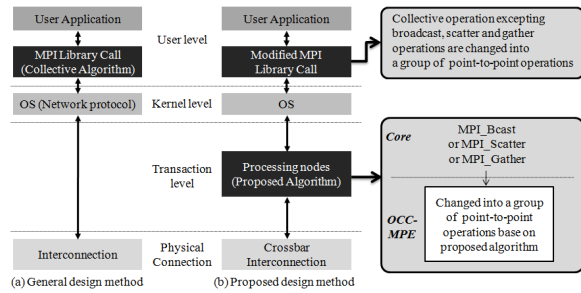 User Application
User level
User Application
MPI Library Call
(Collective Algorithm)
Modified MPI
Library Call
Collective operation excepting
broadcast, scatter and gather
operations are changed into
a group of point-to-point operations
OS (Network protocol)
Kernel level
OS
Transaction
level
Processing nodes
(Proposed Algorithm)
Core
MPI_Bcast
or MPI_Scatter
or MPI_Gather
OCC-
MPE
Changed into a group
of point-to-point
operations base on
proposed algorithm
Interconnection
Physical
Connection
Crossbar
Interconnection
(a) General design method
(b) Proposed design method